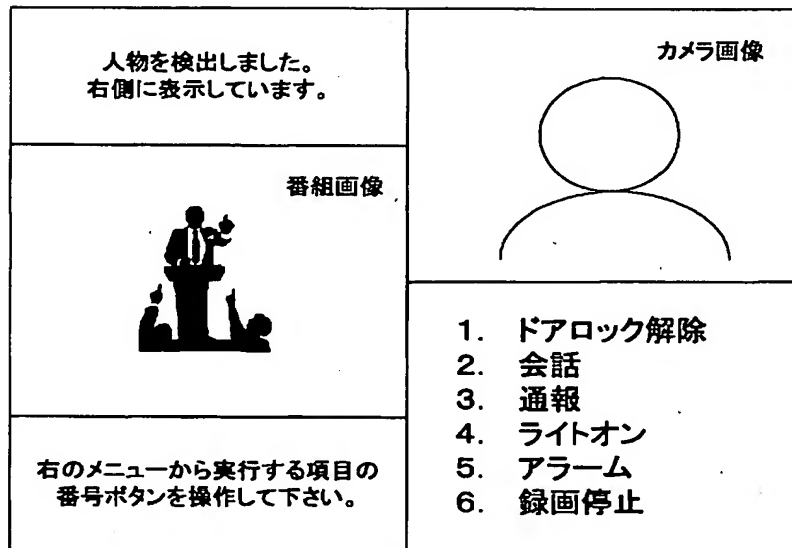 人物を検出しました。
右側に表示しています。
番組画像
右のメニューから実行する項目の
番号ボタンを操作して下さい。
カメラ画像
1. ドアロック解除
2. 会話
3. 通報
4. ライトオン
5. アラーム
6. 録画停止